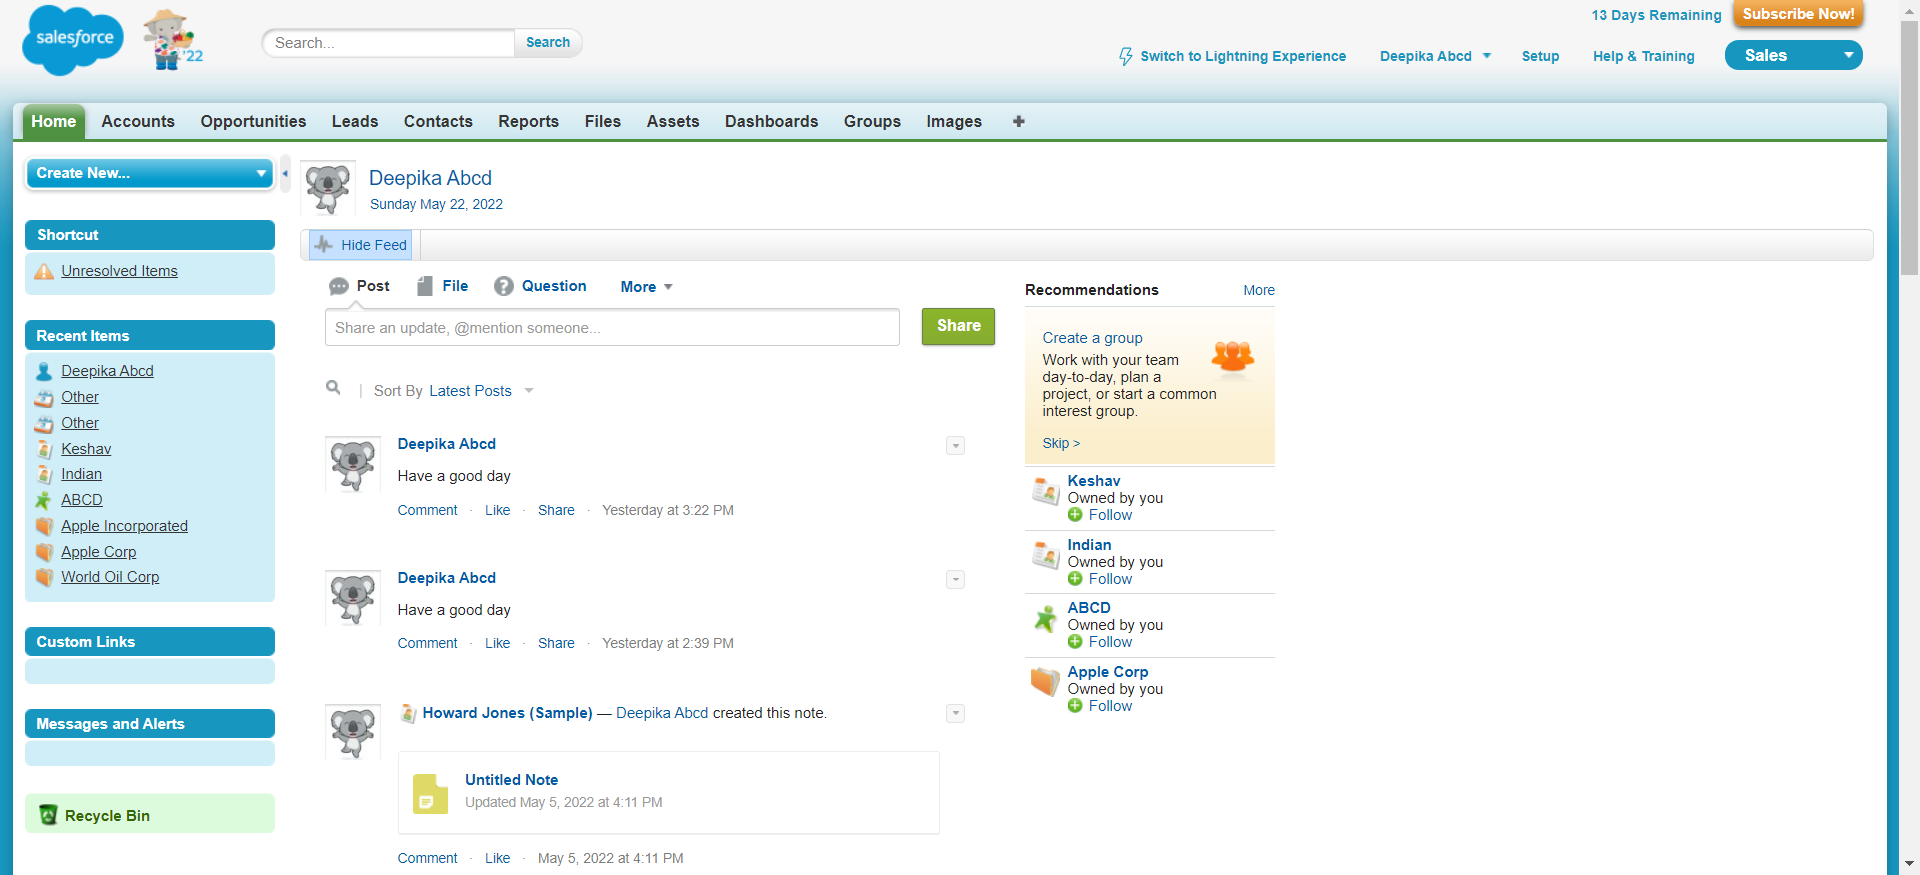 salesforce
'22
Search...
Search
13 Days Remaining
Subscribe Now!
Switch to Lightning Experience
Deepika Abcd
Setup
Help & Training
Sales
Home
Accounts
Opportunities
Leads
Contacts
Reports
Files
Assets
Dashboards
Groups
Images
Create New...
Shortcut
Unresolved Items
Recent Items
Deepika Abcd
Other
Other
Keshav
Indian
ABCD
Apple Incorporated
Apple Corp
World Oil Corp
Custom Links
Messages and Alerts
Recycle Bin
Deepika Abcd
Sunday May 22, 2022
Hide Feed
Post
File
Question
More
Share an update, @mention someone...
Share
Sort By Latest Posts
Deepika Abcd
Have a good day
Comment · Like · Share · Yesterday at 3:22 PM
Deepika Abcd
Have a good day
Comment · Like · Share · Yesterday at 2:39 PM
Howard Jones (Sample) — Deepika Abcd created this note.
Untitled Note
Updated May 5, 2022 at 4:11 PM
Comment · Like · May 5, 2022 at 4:11 PM
Recommendations
More
Create a group
Work with your team
day-to-day, plan a
project, or start a common
interest group.
Skip >
Keshav
Owned by you
Follow
Indian
Owned by you
Follow
ABCD
Owned by you
Follow
Apple Corp
Owned by you
Follow